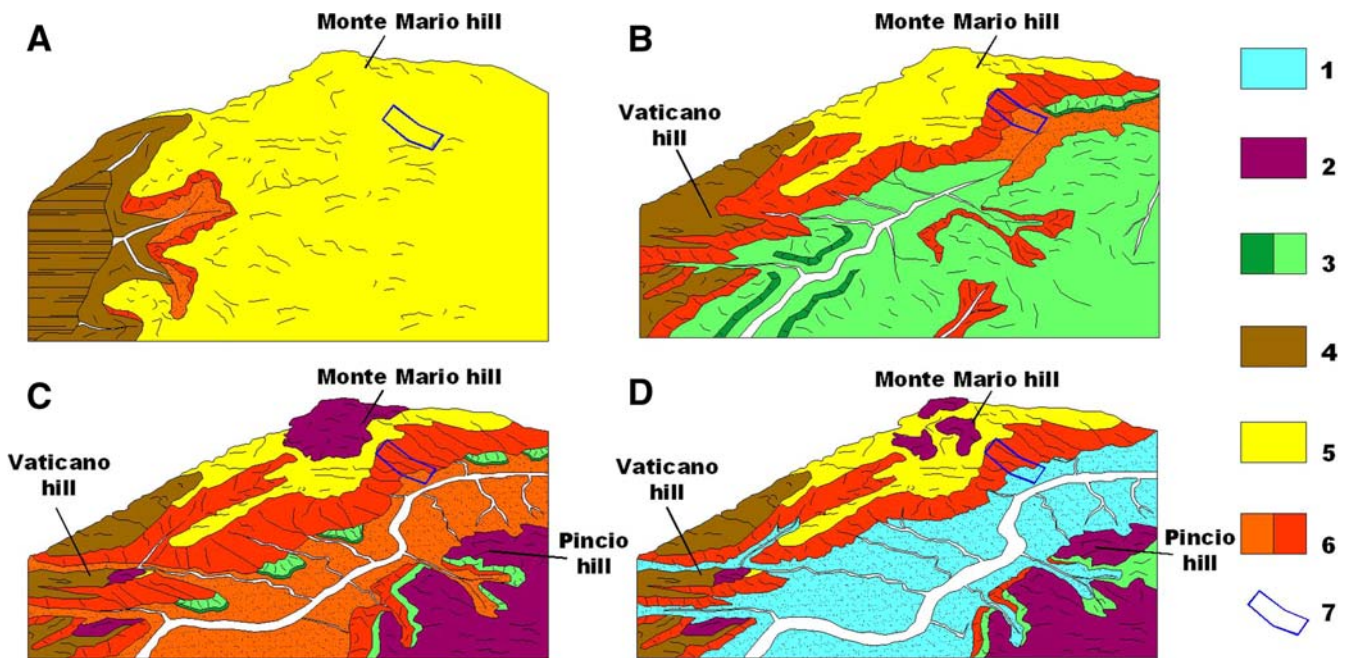 A
Monte Mario hill
B
Monte Mario hill
Vaticano
hill
C
Monte Mario hill
Vaticano
hill
Pincio
hill
D
Monte Mario hill
Vaticano
hill
Pincio
hill
1
2
3
4
5
6
7